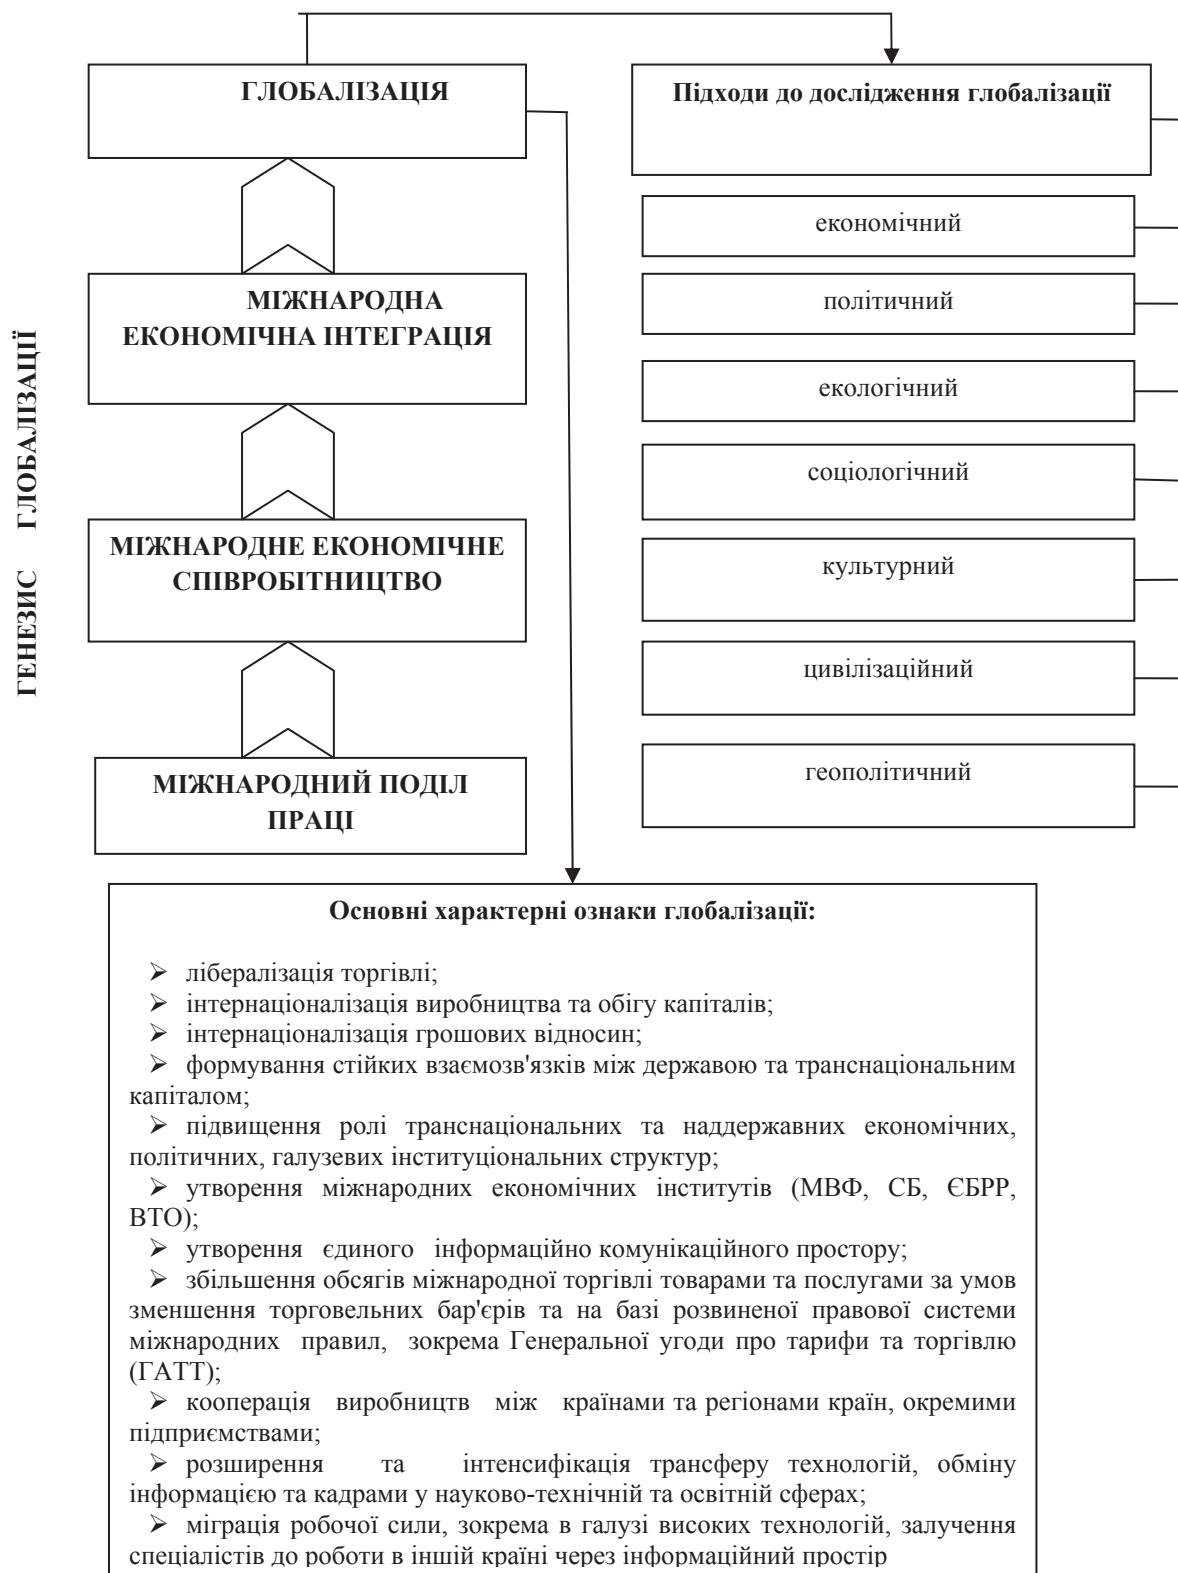 ГЛОБАЛІЗАЦІЯ
МІЖНАРОДНА
ЕКОНОМІЧНА ІНТЕГРАЦІЯ
МІЖНАРОДНЕ ЕКОНОМІЧНЕ
СПІВРОБІТНИЦТВО
МІЖНАРОДНИЙ ПОДІЛ
ПРАЦІ
ГЕНЕЗИС ГЛОБАЛІЗАЦІЇ
Підходи до дослідження глобалізації
економічний
політичний
екологічний
соціологічний
культурний
цивілізаційний
геополітичний
Основні характерні ознаки глобалізації:
➢ лібералізація торгівлі;
➢ інтернаціоналізація виробництва та обігу капіталів;
➢ інтернаціоналізація грошових відносин;
➢ формування стійких взаємозв'язків між державою та транснаціональним
капіталом;
➢ підвищення ролі транснаціональних та наддержавних економічних,
політичних, галузевих інституціональних структур;
➢ утворення міжнародних економічних інститутів (МВФ, СБ, ЄБРР,
ВТО);
➢ утворення єдиного інформаційно комунікаційного простору;
➢ збільшення обсягів міжнародної торгівлі товарами та послугами за умов
зменшення торговельних бар'єрів та на базі розвиненої правової системи
міжнародних правил, зокрема Генеральної угоди про тарифи та торгівлю
(ГАТТ);
➢ кооперація виробництв між країнами та регіонами країн, окремими
підприємствами;
➢ розширення та інтенсифікація трансферу технологій, обміну
інформацією та кадрами у науково-технічній та освітній сферах;
➢ міграція робочої сили, зокрема в галузі високих технологій, залучення
спеціалістів до роботи в іншій країні через інформаційний простір